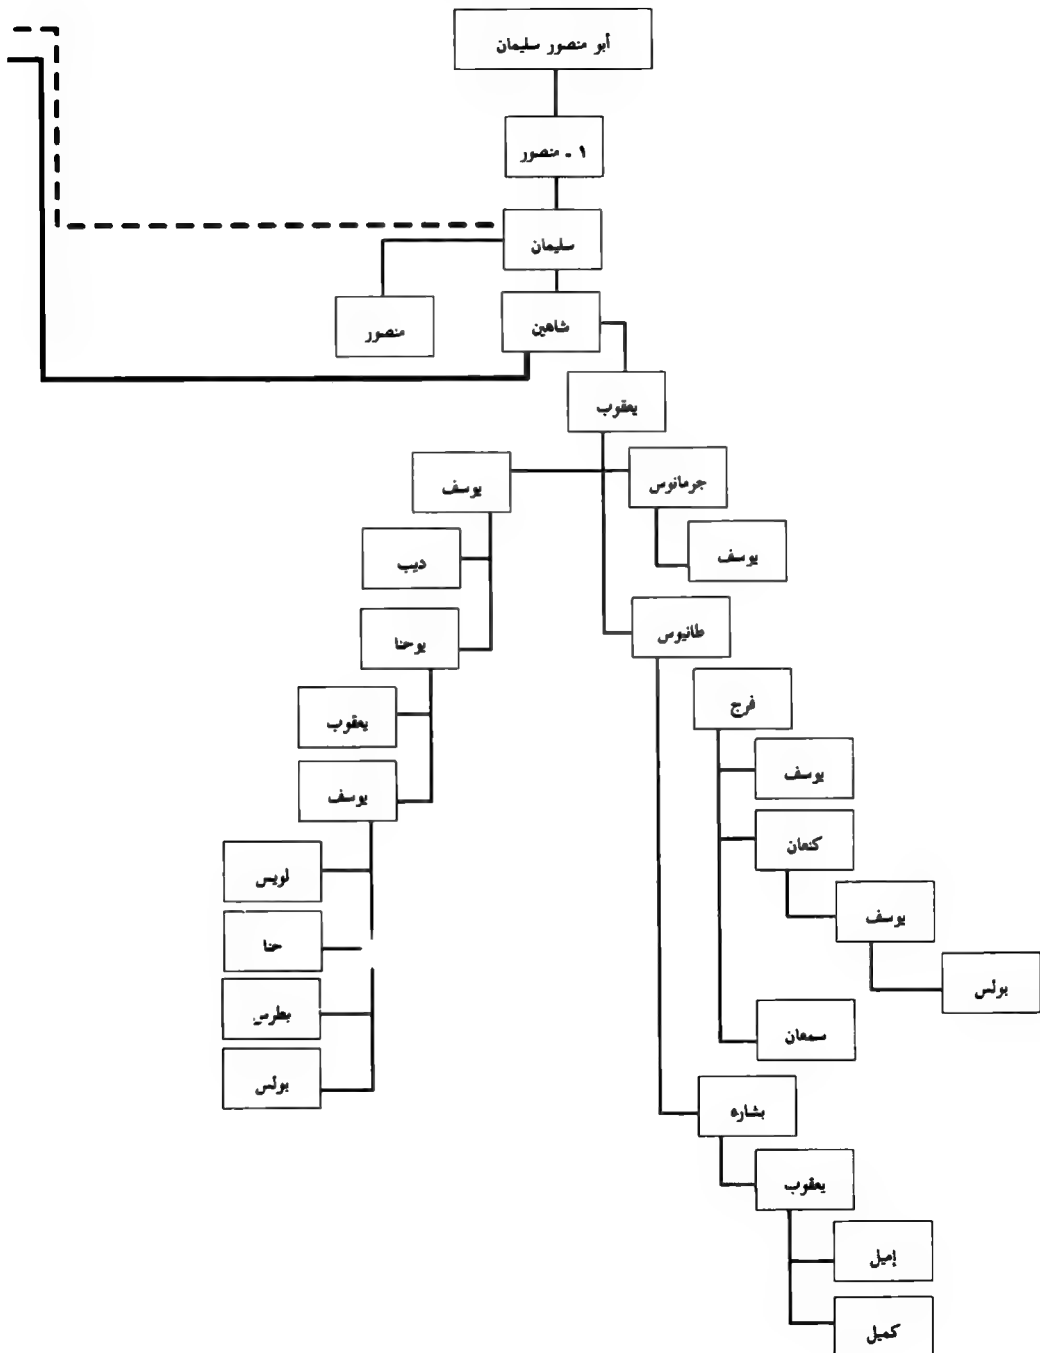 أبو منصور سليمان
١ - منصور
سليمان
منصور
شاهين
يعقوب
جرمانوس
يوسف
يوسف
ديب
طانيوس
يوحنا
فرج
يعقوب
يوسف
يوسف
كنعان
لويس
يوسف
حنا
بولس
بطرس
سمعان
بولس
بشاره
يعقوب
إميل
كميل